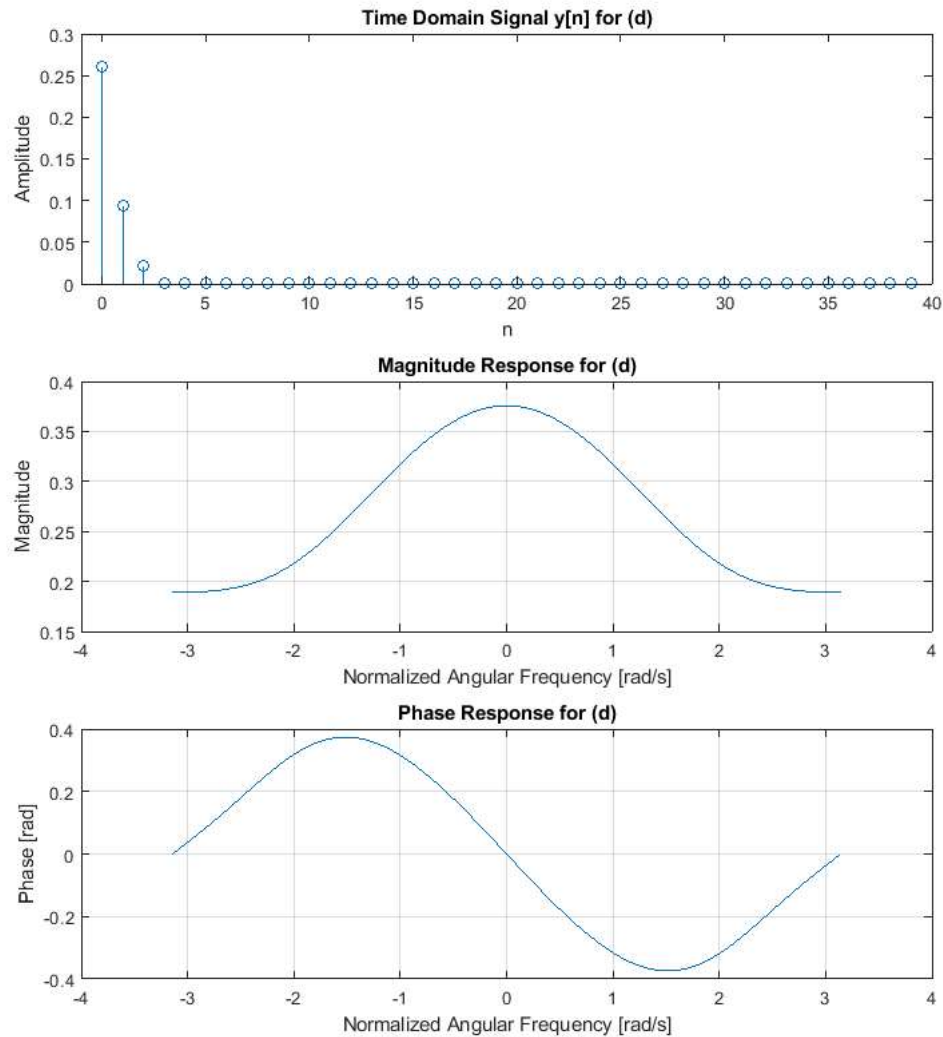 Time Domain Signal y[n] for (d)
0.3
0.25
0.2
0.15
0.1
0.05
0
Amplitude
0 5 10 15 20 25 30 35 40
n
Magnitude Response for (d)
0.4
0.35
0.3
0.25
0.2
0.15
Magnitude
-4 -3 -2 -1 0 1 2 3 4
Normalized Angular Frequency [rad/s]
Phase Response for (d)
0.4
0.2
0
-0.2
-0.4
Phase [rad]
-4 -3 -2 -1 0 1 2 3 4
Normalized Angular Frequency [rad/s]